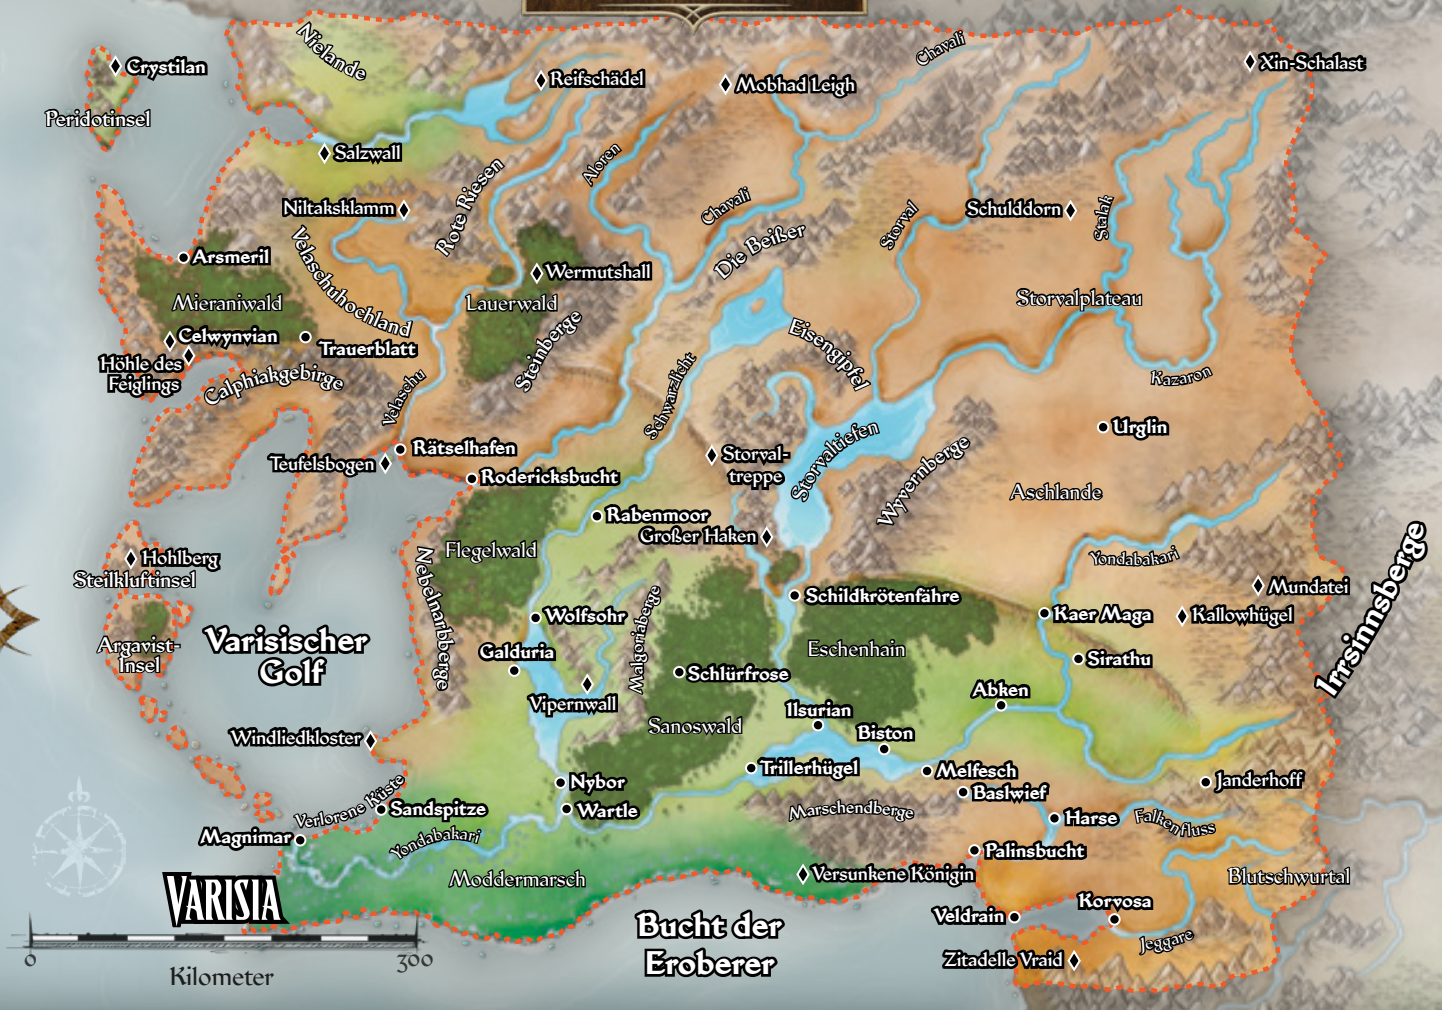 Nielande
Chavali
Xin-Schalast
Crystilan
Reifschädel
Mobhad Leigh
Peridotinsel
Salzwall
Aloren
Rote Riesen
Niltaksklamm
Chavali
Storval
Schulddorn
Stalak
Die Beißer
Arsmeril
Velaschuhochland
Wermutshall
Mieraniwald
Lauerwald
Storvalplateau
Celwynvian
Trauerblatt
Höhle des
Feiglings
Steinberge
Eisengipfel
Calphiakgebirge
Velaschu
Schwarzlicht
Kazaron
Urglin
Rätselhafen
Teufelsbogen
Rodericksbucht
Storval-
treppe
Storvaltiefen
Wyvernberge
Aschlande
Rabenmoor
Großer Haken
Flegelwald
Hohlberg
Steilkluftinsel
Yondabakari
Irrsinnsberge
Mundatei
Kallowhügel
Nebelnarbberge
Wolfsohr
Malgoriaberge
Schildkrötenfähre
Kaer Maga
Argavist-
Insel
Varisischer
Golf
Galduria
Eschenhain
Sirathu
Schlürfrose
Vipernwall
Abken
Sanoswald
Ilsurian
Biston
Windliedkloster
Trillerhügel
Melfesch
Janderhoff
Nybor
Baslwief
Verlorene Küste
Sandspitze
Wartle
Marschendberge
Harse
Falkenfluss
Magnimar
Yondabakari
Palinsbucht
Moddermarsch
Versunkene Königin
Blutschwurtal
VARISIA
Bucht der
Eroberer
Veldrain
Korvosa
Jeggare
Zitadelle Vraid
0
300
Kilometer